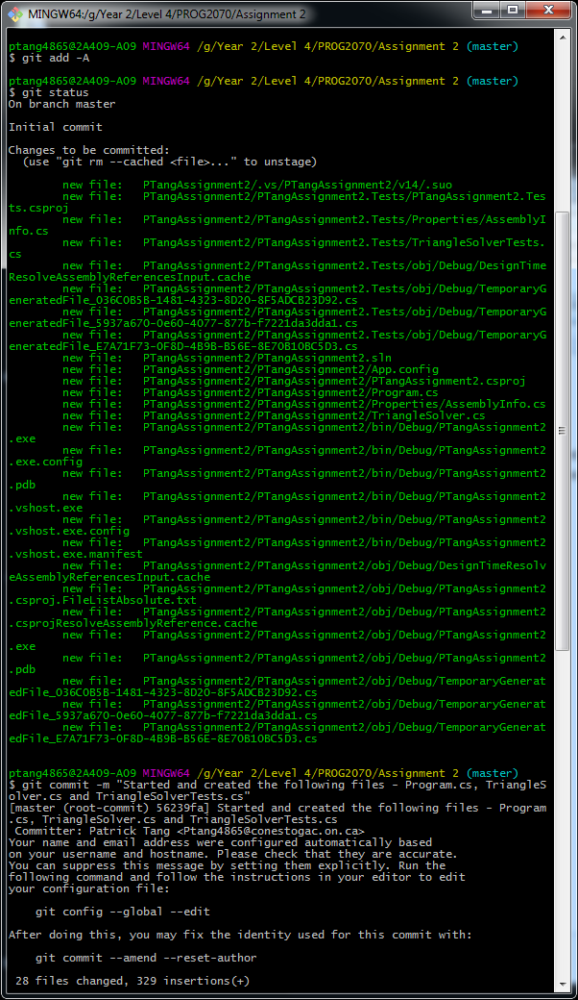 MINGW64:/g/Year 2/Level 4/PROG2070/Assignment 2
ptang4865@2A409-A09 MINGW64 /g/Year 2/Level 4/PROG2070/Assignment 2 (master)
$ git add -A
ptang4865@2A409-A09 MINGW64 /g/Year 2/Level 4/PROG2070/Assignment 2 (master)
$ git status
On branch master
Initial commit
Changes to be committed:
  (use "git rm --cached <file>..." to unstage)
        new file:   PTangAssignment2/.vs/PTangAssignment2/v14/.suo
        new file:   PTangAssignment2/PTangAssignment2.Tests/PTangAssignment2.Tes
ts.csproj
        new file:   PTangAssignment2/PTangAssignment2.Tests/Properties/AssemblyI
nfo.cs
        new file:   PTangAssignment2/PTangAssignment2.Tests/TriangleSolverTests.
cs
        new file:   PTangAssignment2/PTangAssignment2.Tests/obj/Debug/DesignTime
ResolveAssemblyReferencesInput.cache
        new file:   PTangAssignment2/PTangAssignment2.Tests/obj/Debug/TemporaryG
eneratedFile_036C0B5B-1481-4323-8D20-8F5ADCB23D92.cs
        new file:   PTangAssignment2/PTangAssignment2.Tests/obj/Debug/TemporaryG
eneratedFile_5937a670-0e60-4077-877b-f7221da3dda1.cs
        new file:   PTangAssignment2/PTangAssignment2.Tests/obj/Debug/TemporaryG
eneratedFile_E7A71F73-0F8D-4B9B-B56E-8E70B10BC5D3.cs
        new file:   PTangAssignment2/PTangAssignment2.sln
        new file:   PTangAssignment2/PTangAssignment2/App.config
        new file:   PTangAssignment2/PTangAssignment2/PTangAssignment2.csproj
        new file:   PTangAssignment2/PTangAssignment2/Program.cs
        new file:   PTangAssignment2/PTangAssignment2/Properties/AssemblyInfo.cs
        new file:   PTangAssignment2/PTangAssignment2/TriangleSolver.cs
        new file:   PTangAssignment2/PTangAssignment2/bin/Debug/PTangAssignment2
.exe
        new file:   PTangAssignment2/PTangAssignment2/bin/Debug/PTangAssignment2
.exe.config
        new file:   PTangAssignment2/PTangAssignment2/bin/Debug/PTangAssignment2
.pdb
        new file:   PTangAssignment2/PTangAssignment2/bin/Debug/PTangAssignment2
.vshost.exe
        new file:   PTangAssignment2/PTangAssignment2/bin/Debug/PTangAssignment2
.vshost.exe.config
        new file:   PTangAssignment2/PTangAssignment2/bin/Debug/PTangAssignment2
.vshost.exe.manifest
        new file:   PTangAssignment2/PTangAssignment2/obj/Debug/DesignTimeResolv
eAssemblyReferencesInput.cache
        new file:   PTangAssignment2/PTangAssignment2/obj/Debug/PTangAssignment2
.csproj.FileListAbsolute.txt
        new file:   PTangAssignment2/PTangAssignment2/obj/Debug/PTangAssignment2
.csprojResolveAssemblyReference.cache
        new file:   PTangAssignment2/PTangAssignment2/obj/Debug/PTangAssignment2
.exe
        new file:   PTangAssignment2/PTangAssignment2/obj/Debug/PTangAssignment2
.pdb
        new file:   PTangAssignment2/PTangAssignment2/obj/Debug/TemporaryGenerat
edFile_036C0B5B-1481-4323-8D20-8F5ADCB23D92.cs
        new file:   PTangAssignment2/PTangAssignment2/obj/Debug/TemporaryGenerat
edFile_5937a670-0e60-4077-877b-f7221da3dda1.cs
        new file:   PTangAssignment2/PTangAssignment2/obj/Debug/TemporaryGenerat
edFile_E7A71F73-0F8D-4B9B-B56E-8E70B10BC5D3.cs
ptang4865@2A409-A09 MINGW64 /g/Year 2/Level 4/PROG2070/Assignment 2 (master)
$ git commit -m "Started and created the following files - Program.cs, TriangleS
olver.cs and TriangleSolverTests.cs"
[master (root-commit) 56239fa] Started and created the following files - Program
.cs, TriangleSolver.cs and TriangleSolverTests.cs
 Committer: Patrick Tang <Ptang4865@conestogac.on.ca>
Your name and email address were configured automatically based
on your username and hostname. Please check that they are accurate.
You can suppress this message by setting them explicitly. Run the
following command and follow the instructions in your editor to edit
your configuration file:
    git config --global --edit
After doing this, you may fix the identity used for this commit with:
    git commit --amend --reset-author
 28 files changed, 329 insertions(+)